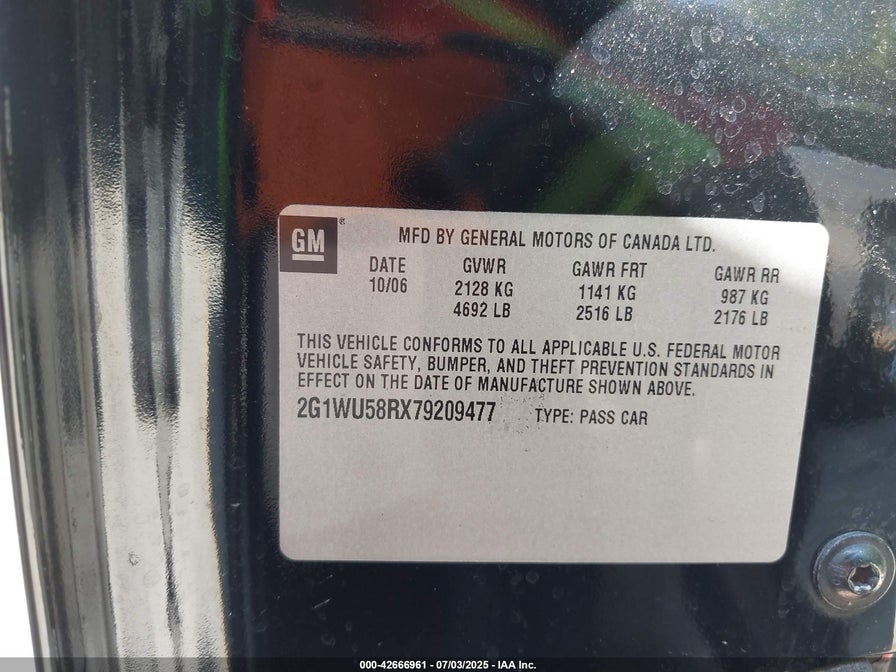 GM
®
MFD BY GENERAL MOTORS OF CANADA LTD.
DATE GVWR GAWR FRT GAWR RR
10/06 2128 KG 1141 KG 987 KG
4692 LB 2516 LB 2176 LB
THIS VEHICLE CONFORMS TO ALL APPLICABLE U.S. FEDERAL MOTOR
VEHICLE SAFETY, BUMPER, AND THEFT PREVENTION STANDARDS IN
EFFECT ON THE DATE OF MANUFACTURE SHOWN ABOVE.
2G1WU58RX79209477 TYPE: PASS CAR
000-42666961 - 07/03/2025 - IAA Inc.